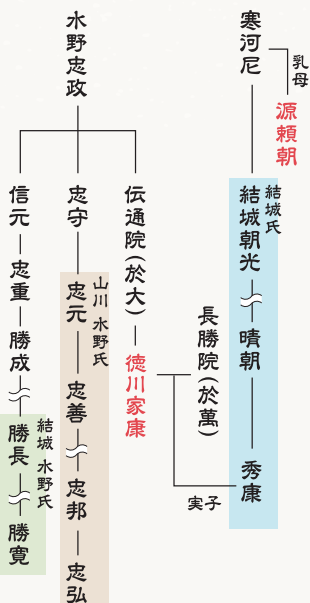 寒河尼
乳母
源頼朝
結城氏
結城朝光
晴朝
秀康
実子
長勝院(於萬)
水野忠政
伝通院(於大)
徳川家康
忠守
山川 水野氏
忠元
忠善
忠邦
忠弘
信元
忠重
勝成
結城 水野氏
勝長
勝寛